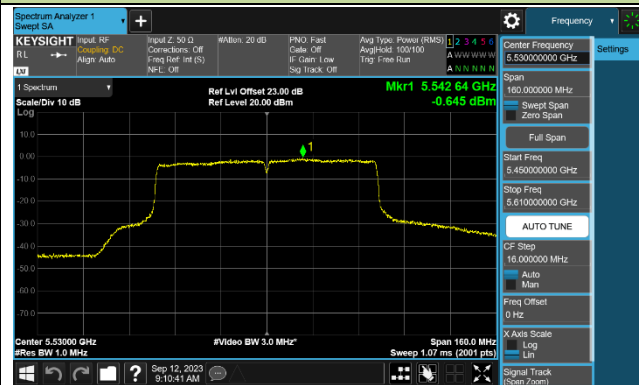 Spectrum Analyzer 1
Swept SA
Frequency
KEYSIGHT
RL
LXI
Input: RF
Coupling: DC
Align: Auto
Input Z: 50 Ω
Corrections: Off
Freq Ref: Int (S)
NFE: Off
#Atten: 20 dB
PNO: Fast
Gate: Off
IF Gain: Low
Sig Track: Off
Avg Type: Power (RMS)
Avg|Hold: 100/100
Trig: Free Run
1 2 3 4 5 6
A W W W W W
A N N N N N
1 Spectrum
Scale/Div 10 dB
Log
Ref Lvl Offset 23.00 dB
Ref Level 20.00 dBm
Mkr1 5.542 64 GHz
-0.645 dBm
10.0
0.00
-10.0
-20.0
-30.0
-40.0
-50.0
-60.0
-70.0
1
Center 5.53000 GHz
#Res BW 1.0 MHz
#Video BW 3.0 MHz*
Span 160.0 MHz
Sweep 1.07 ms (2001 pts)
Sep 12, 2023
9:10:41 AM
Center Frequency
5.530000000 GHz
Settings
Span
160.000000 MHz
Swept Span
Zero Span
Full Span
Start Freq
5.450000000 GHz
Stop Freq
5.610000000 GHz
AUTO TUNE
CF Step
16.000000 MHz
Auto
Man
Freq Offset
0 Hz
X Axis Scale
Log
Lin
Signal Track
(Span Zoom)